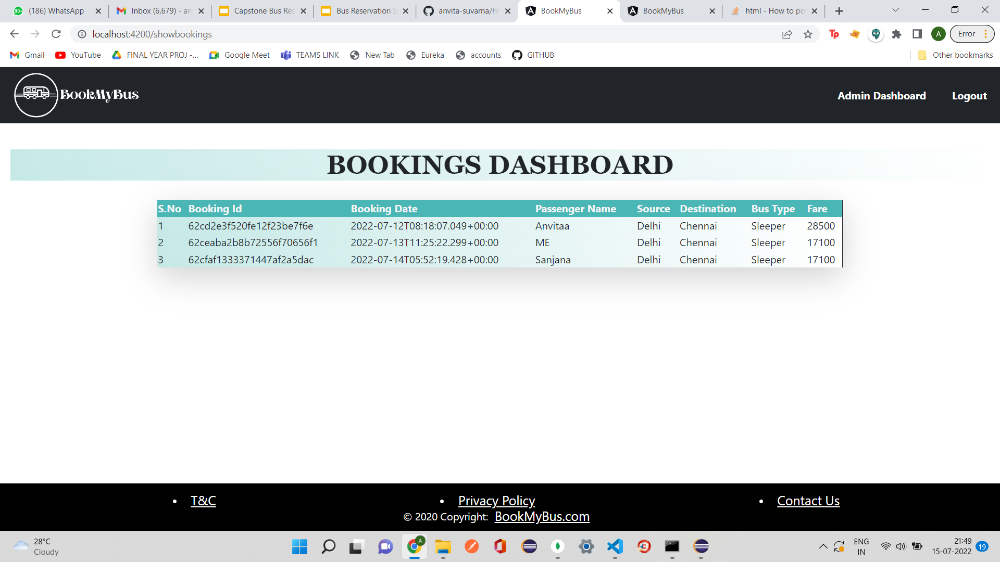 (186) WhatsApp Inbox (6,679) - an Capstone Bus Res Bus Reservation S anvita-suvarna/Fr BookMyBus BookMyBus html - How to po
localhost:4200/showbookings Tp A Error
Gmail YouTube FINAL YEAR PROJ -... Google Meet TEAMS LINK New Tab Eureka accounts GITHUB Other bookmarks
BookMyBus Admin Dashboard Logout
BOOKINGS DASHBOARD
S.No Booking Id Booking Date Passenger Name Source Destination Bus Type Fare
1 62cd2e3f520fe12f23be7f6e 2022-07-12T08:18:07.049+00:00 Anvitaa Delhi Chennai Sleeper 28500
2 62ceaba2b8b72556f70656f1 2022-07-13T11:25:22.299+00:00 ME Delhi Chennai Sleeper 17100
3 62cfaf1333371447af2a5dac 2022-07-14T05:52:19.428+00:00 Sanjana Delhi Chennai Sleeper 17100
• T&C • Privacy Policy • Contact Us
© 2020 Copyright: BookMyBus.com
28°C
Cloudy
ENG
IN
21:49
15-07-2022
19